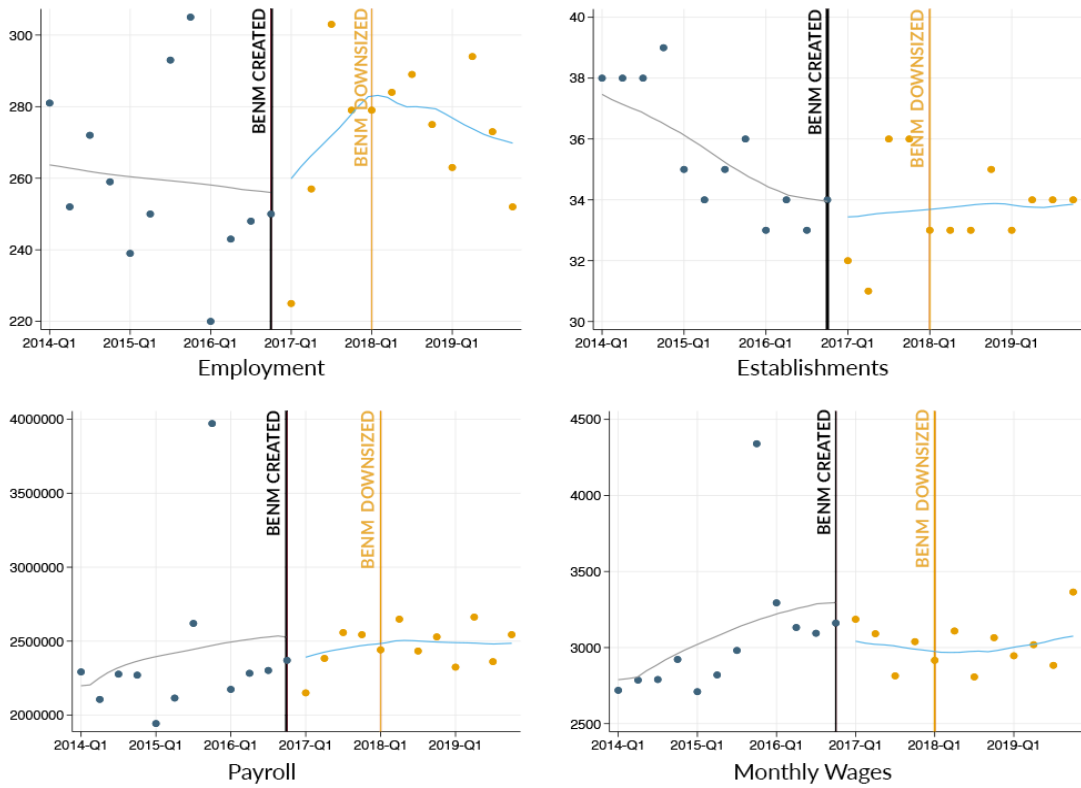 300
280
260
240
220
2014-Q1 2015-Q1 2016-Q1 2017-Q1 2018-Q1 2019-Q1
BENM CREATED
BENM DOWNSIZED
Employment
40
38
36
34
32
30
2014-Q1 2015-Q1 2016-Q1 2017-Q1 2018-Q1 2019-Q1
BENM CREATED
BENM DOWNSIZED
Establishments
4000000
3500000
3000000
2500000
2000000
2014-Q1 2015-Q1 2016-Q1 2017-Q1 2018-Q1 2019-Q1
BENM CREATED
BENM DOWNSIZED
Payroll
4500
4000
3500
3000
2500
2014-Q1 2015-Q1 2016-Q1 2017-Q1 2018-Q1 2019-Q1
BENM CREATED
BENM DOWNSIZED
Monthly Wages